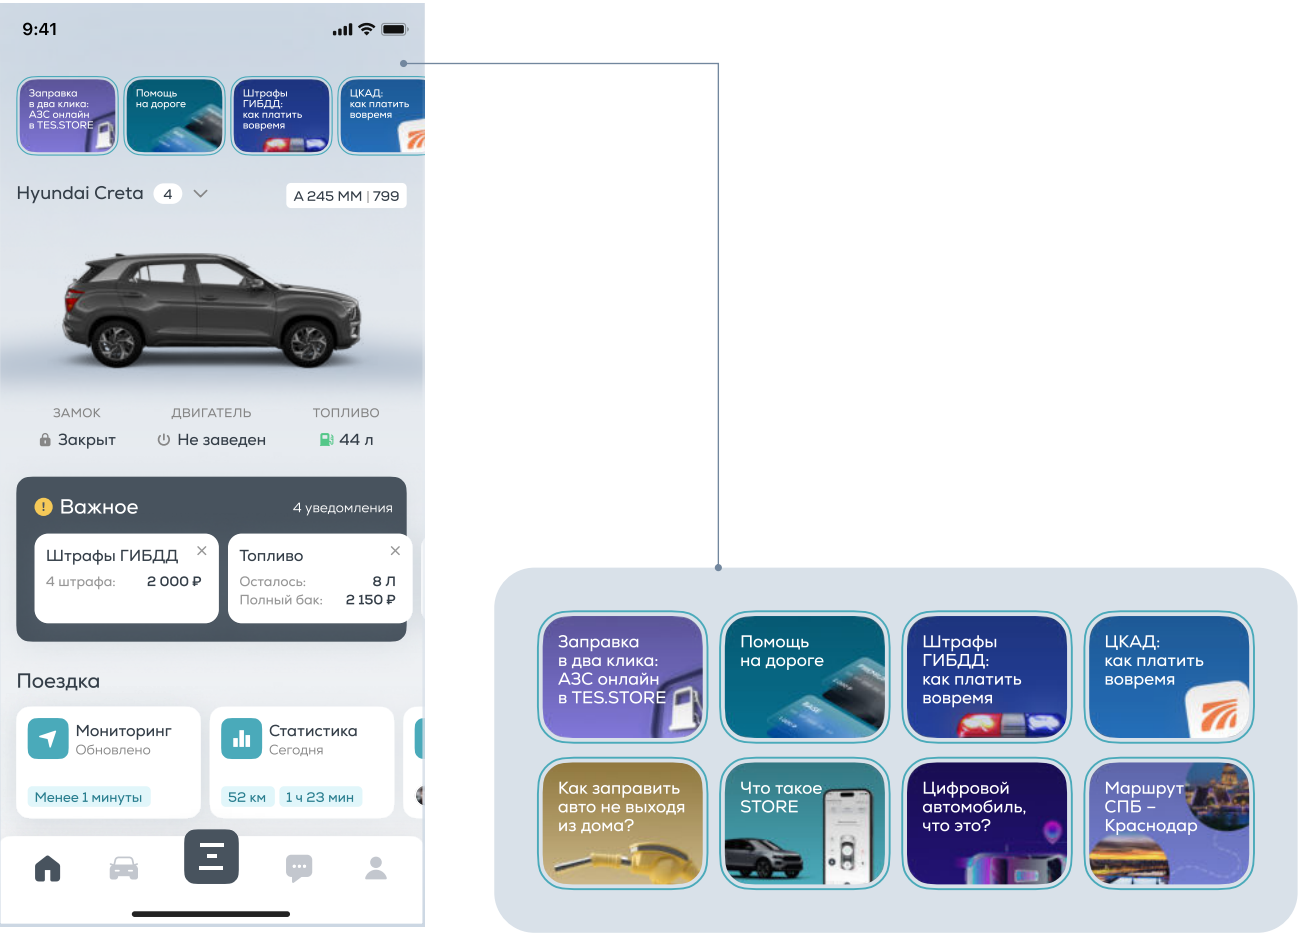 9:41
Заправка
в два клика:
АЗС онлайн
в TES.STORE
Помощь
на дороге
Штрафы
ГИБДД:
как платить
вовремя
ЦКАД:
как платить
вовремя
Hyundai Creta 4
А 245 ММ | 799
ЗАМОК
Закрыт
ДВИГАТЕЛЬ
Не заведен
ТОПЛИВО
44 л
Важное
4 уведомления
Штрафы ГИБДД
4 штрафа: 2 000 ₽
Топливо
Осталось: 8 Л
Полный бак: 2 150 ₽
Поездка
Мониторинг
Обновлено
Менее 1 минуты
Статистика
Сегодня
52 км 1 ч 23 мин
Заправка
в два клика:
АЗС онлайн
в TES.STORE
Помощь
на дороге
PREMIUM
BASE
Штрафы
ГИБДД:
как платить
вовремя
ЦКАД:
как платить
вовремя
Как заправить
авто не выходя
из дома?
Что такое
STORE
Цифровой
автомобиль,
что это?
Маршрут
СПБ –
Краснодар